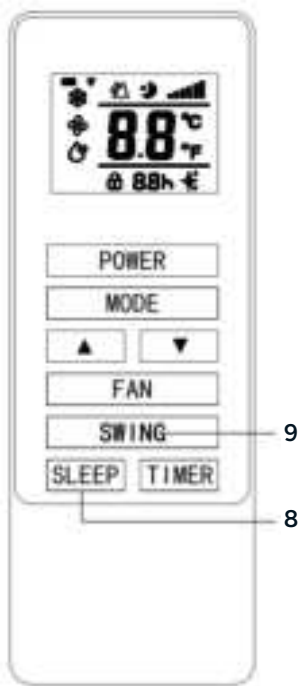 8.8 °C
°F
88h
POWER
MODE
▲ ▼
FAN
SWING 9
SLEEP TIMER
8